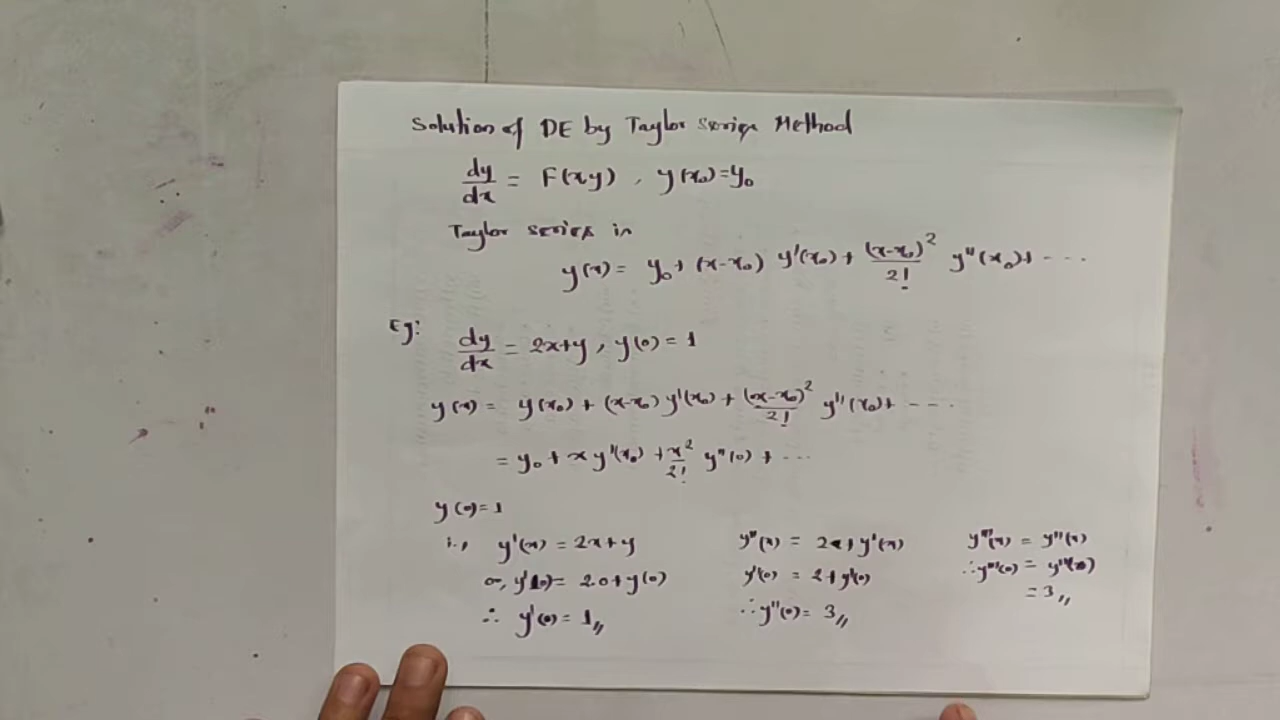 Solution of DE by Taylor Series Method
dy/dx = F(x,y), y(x₀)=y₀
Taylor series is
y(x) = y₀ + (x-x₀) y'(x₀) + (x-x₀)²/2! y''(x₀) + ---
Eg:
dy/dx = 2x+y, y(0) = 1
y(x) = y(x₀) + (x-x₀) y'(x₀) + (x-x₀)²/2! y''(x₀) + ----
= y₀ + x y'(x₀) + x²/2! y''(0) + ---
y(0)=1
i.e., y'(x) = 2x+y
or, y'(0) = 2·0+y(0)
∴ y'(0) = 1,,
y''(x) = 2+y'(x)
y''(0) = 2+y'(0)
∴ y''(0) = 3,,
y'''(x) = y''(x)
∴ y'''(0) = y''(0)
= 3,,